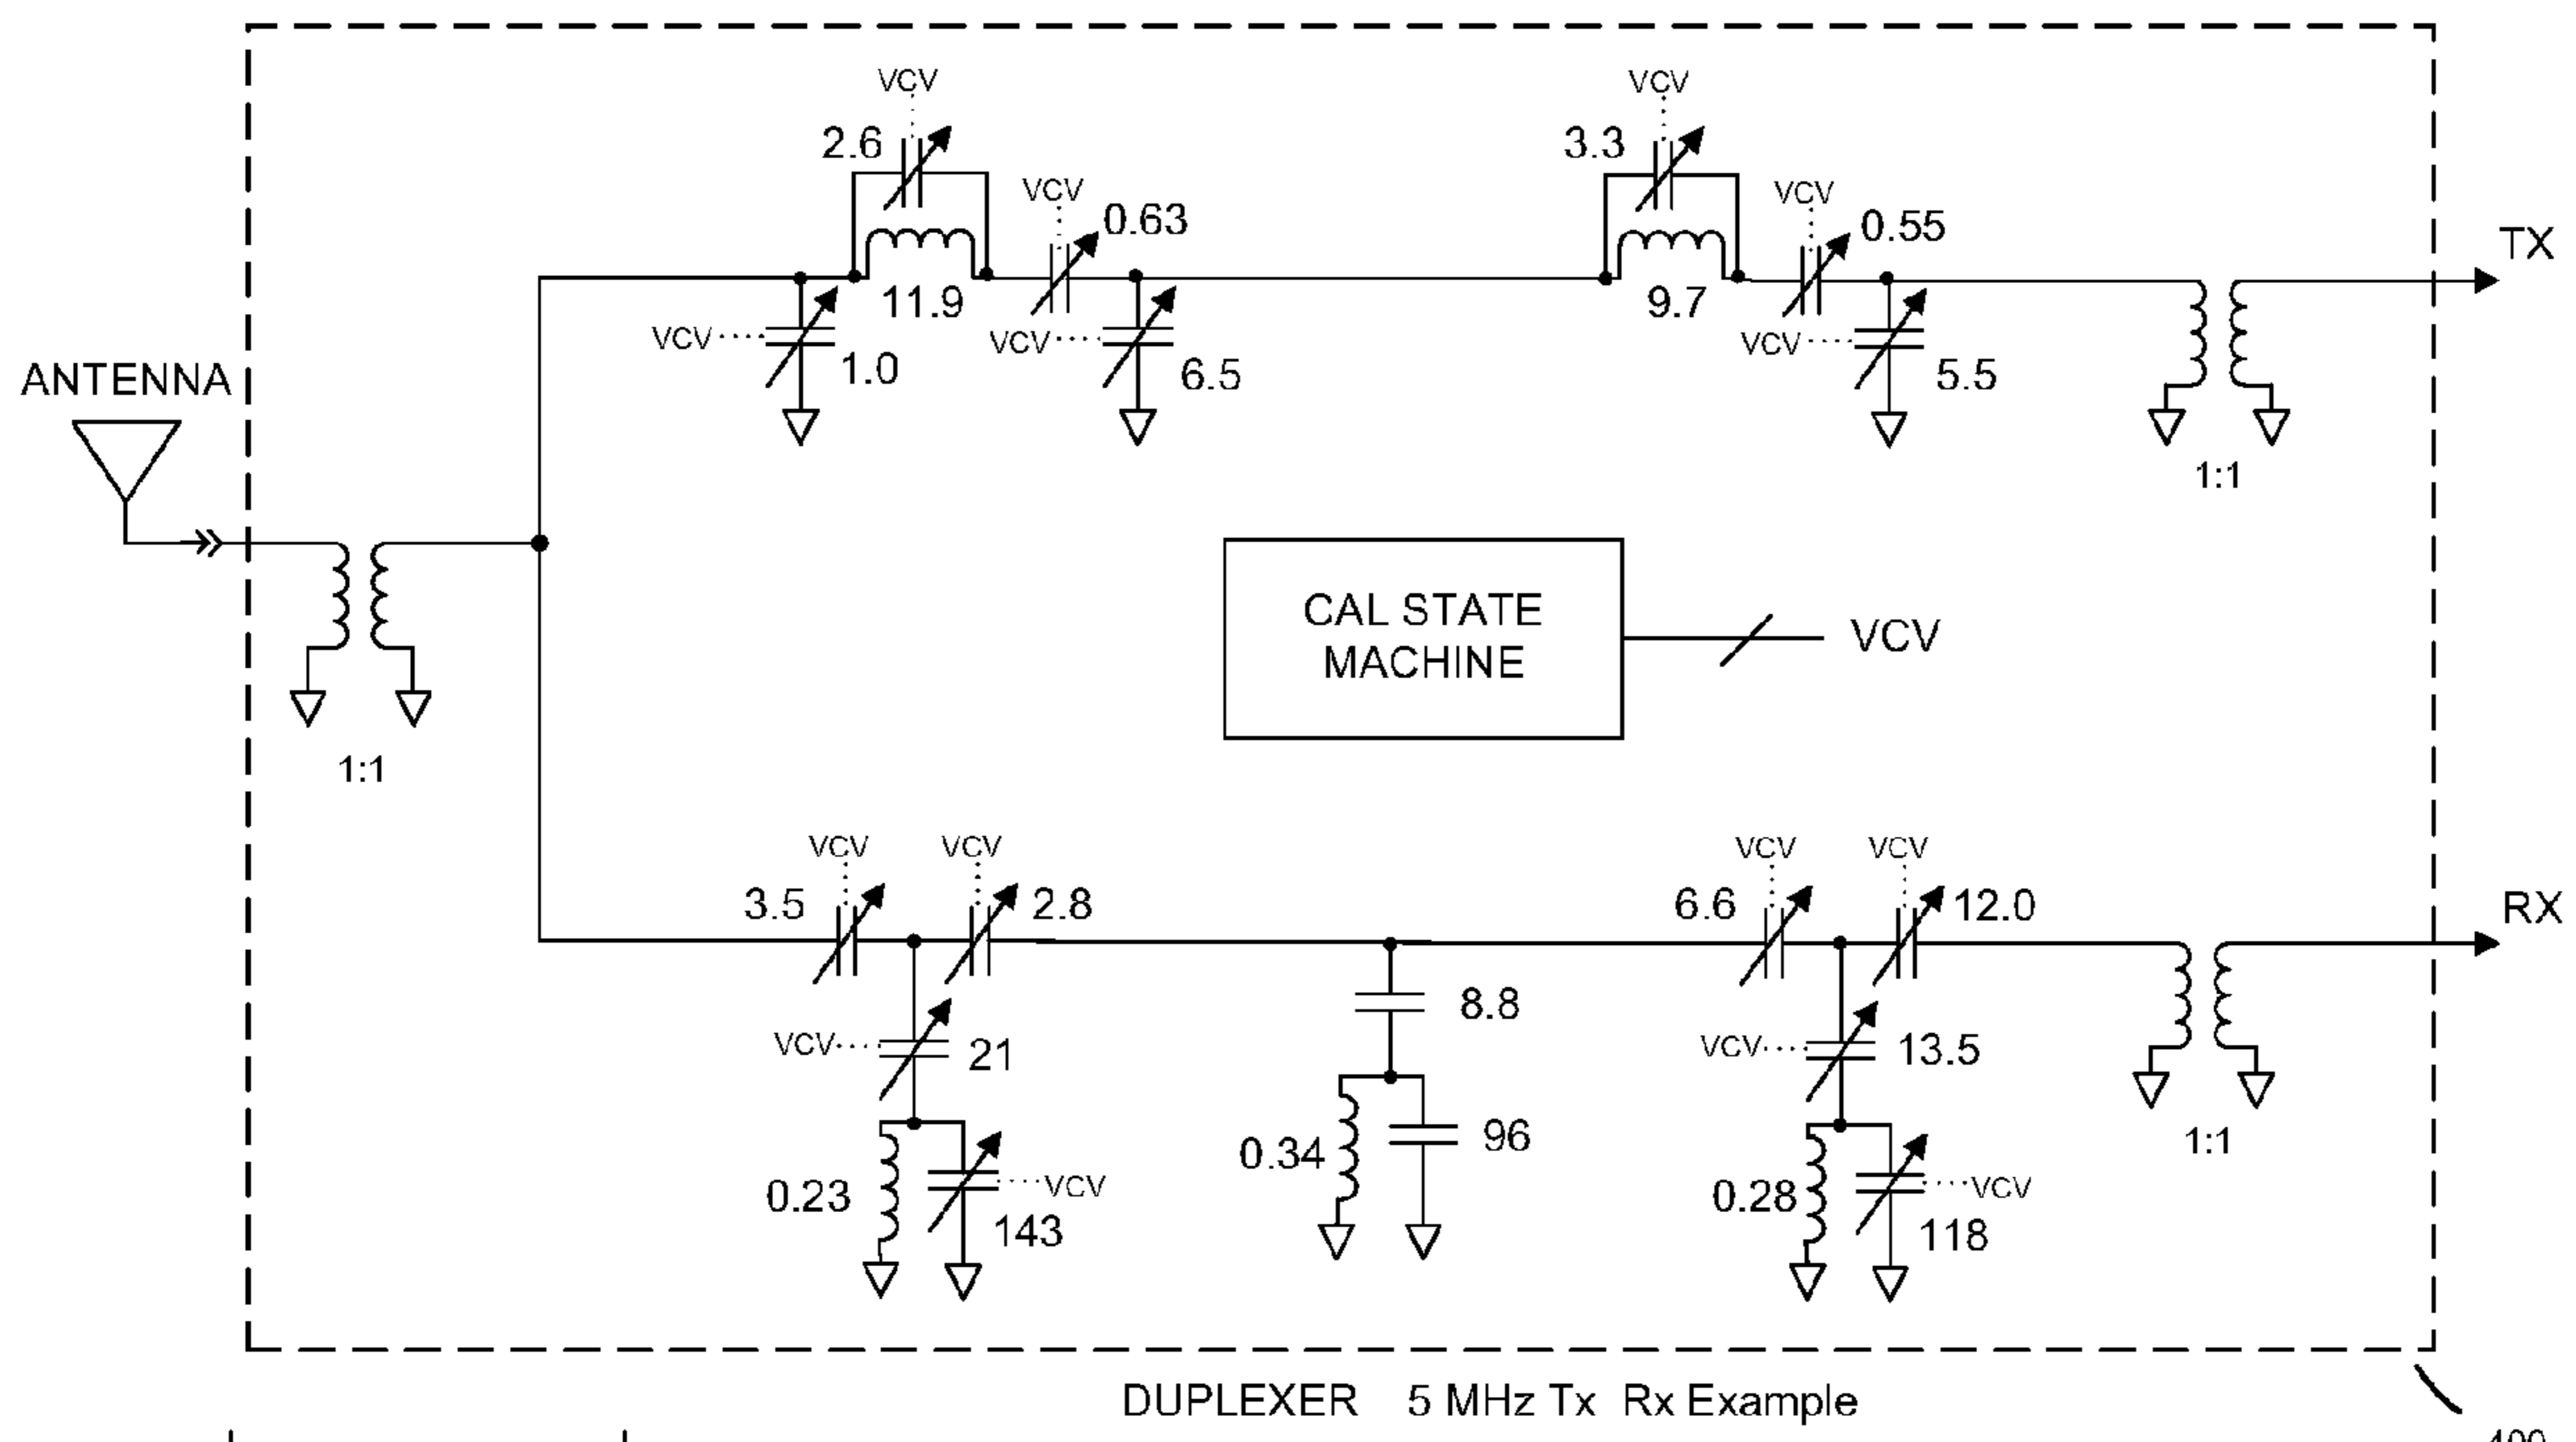 VCV
VCV
2.6
3.3
VCV
VCV
0.63
0.55
TX
11.9
9.7
VCV
1.0
VCV
6.5
VCV
5.5
ANTENNA
1:1
CAL STATE
MACHINE
VCV
1:1
VCV
VCV
VCV
VCV
3.5
2.8
6.6
12.0
RX
8.8
VCV
21
VCV
13.5
0.34
96
1:1
0.23
VCV
143
0.28
VCV
118
DUPLEXER 5 MHz Tx Rx Example